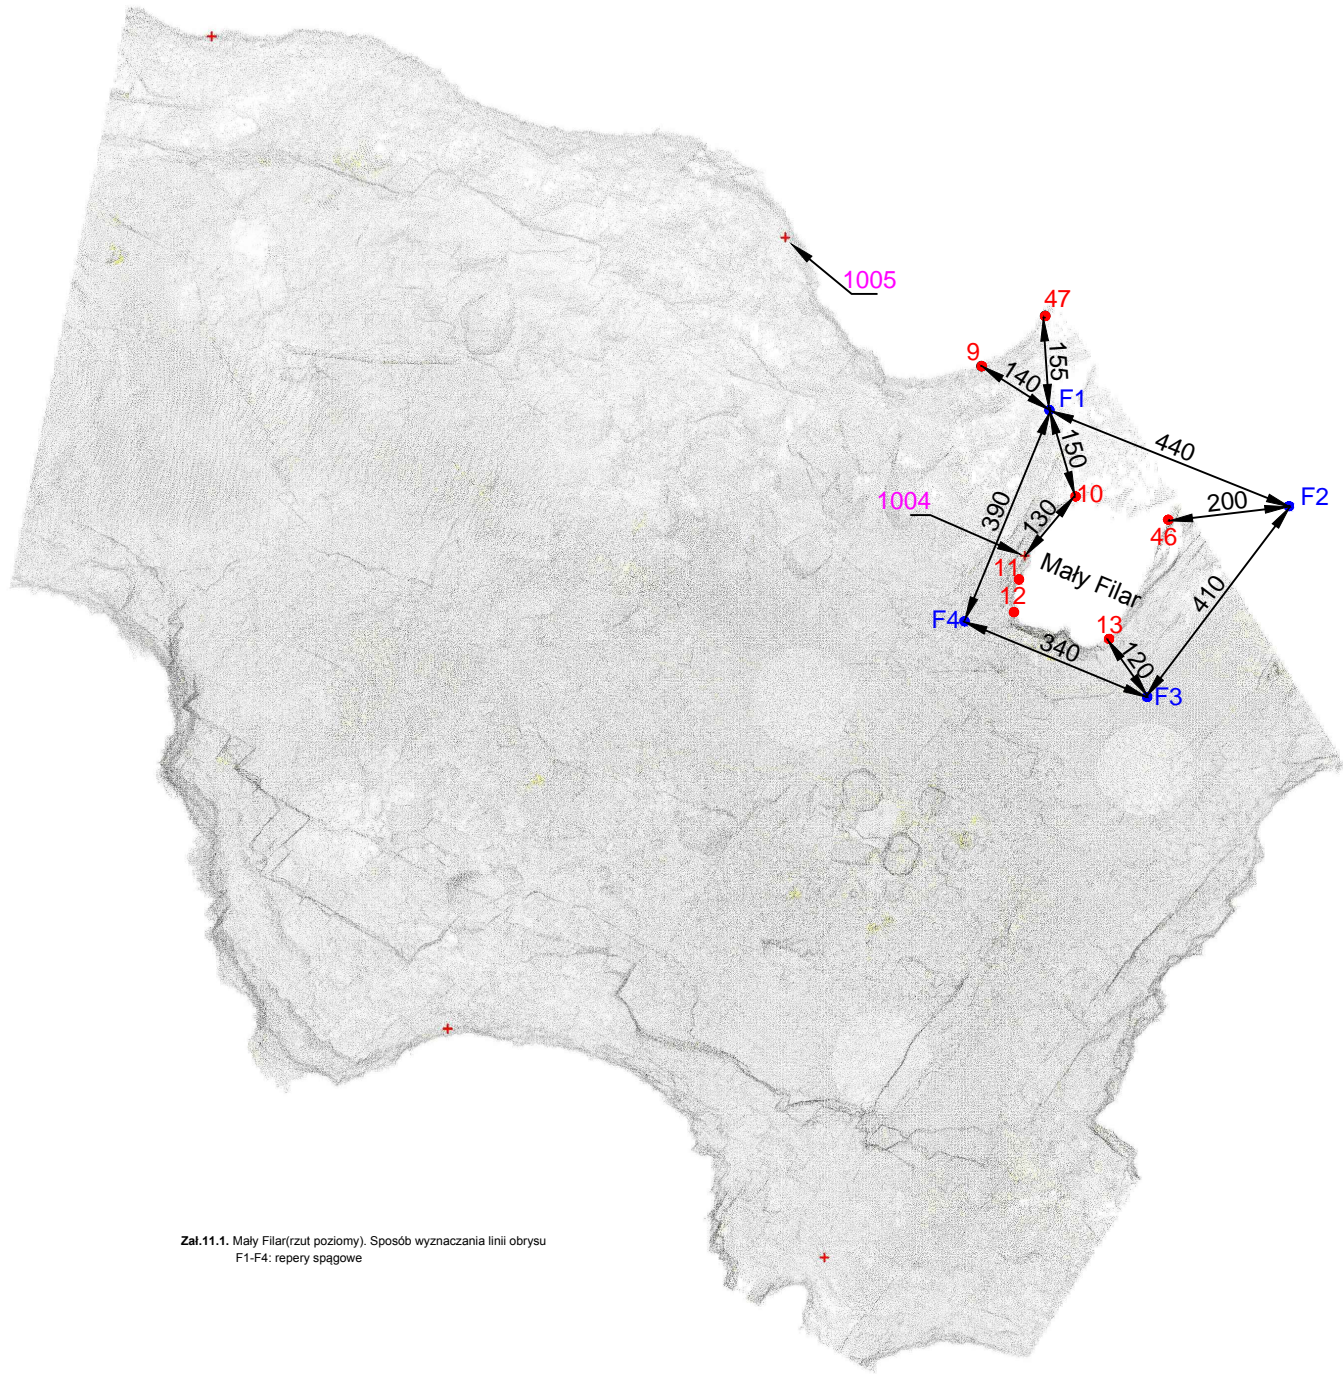 1005
47
9
155
140
F1
440
150
1004
10
200
F2
390
130
46
11
Mały Filar
12
410
F4
13
340
120
F3
Zał.11.1. Mały Filar(rzut poziomy). Sposób wyznaczania linii obrysu
F1-F4: repery spągowe